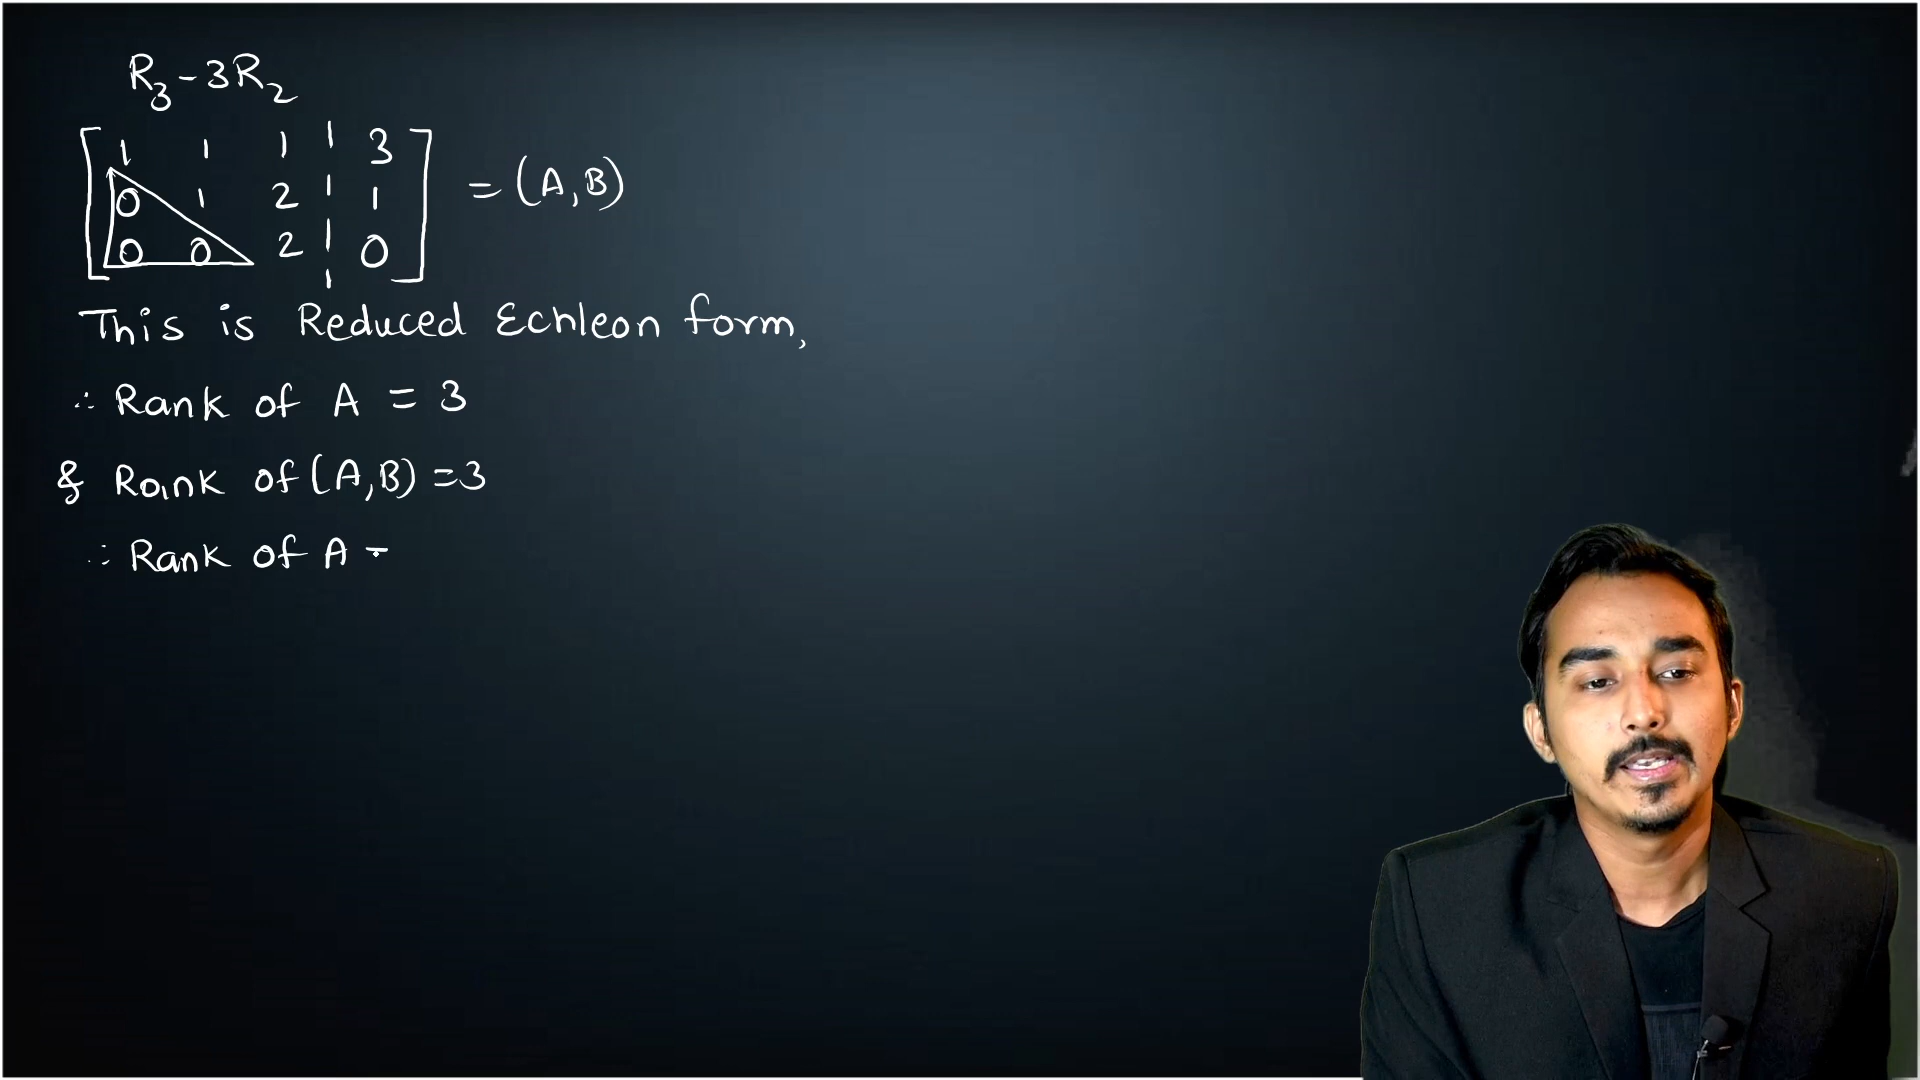 R₃-3R₂
[1 1 1 ¦ 3]
[0 1 2 ¦ 1] = (A,B)
[0 0 2 ¦ 0]
This is Reduced Echleon form,
∴ Rank of A = 3
& Rank of (A,B) = 3
∴ Rank of A =